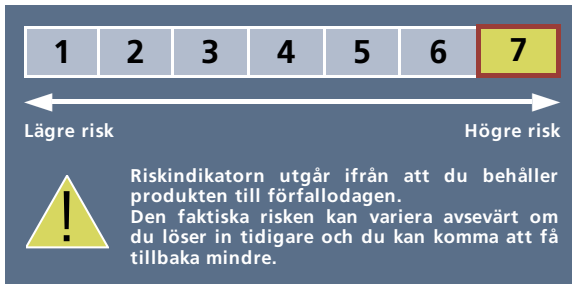 1 2 3 4 5 6 7
Lägre risk Högre risk
Riskindikatorn utgår ifrån att du behåller
produkten till förfallodagen.
Den faktiska risken kan variera avsevärt om
du löser in tidigare och du kan komma att få
tillbaka mindre.
!